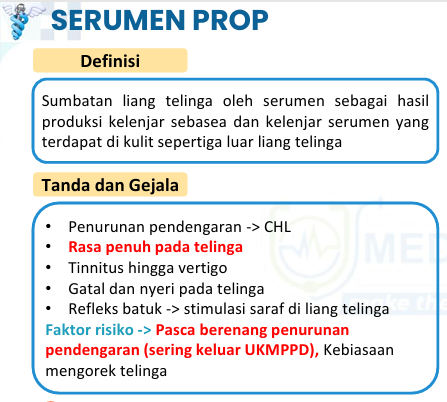 SERUMEN PROP
Definisi
Sumbatan liang telinga oleh serumen sebagai hasil
produksi kelenjar sebasea dan kelenjar serumen yang
terdapat di kulit sepertiga luar liang telinga
Tanda dan Gejala
• Penurunan pendengaran -> CHL
• Rasa penuh pada telinga
• Tinnitus hingga vertigo
• Gatal dan nyeri pada telinga
• Refleks batuk -> stimulasi saraf di liang telinga
Faktor risiko -> Pasca berenang penurunan
pendengaran (sering keluar UKMPPD), Kebiasaan
mengorek telinga
MED
make the